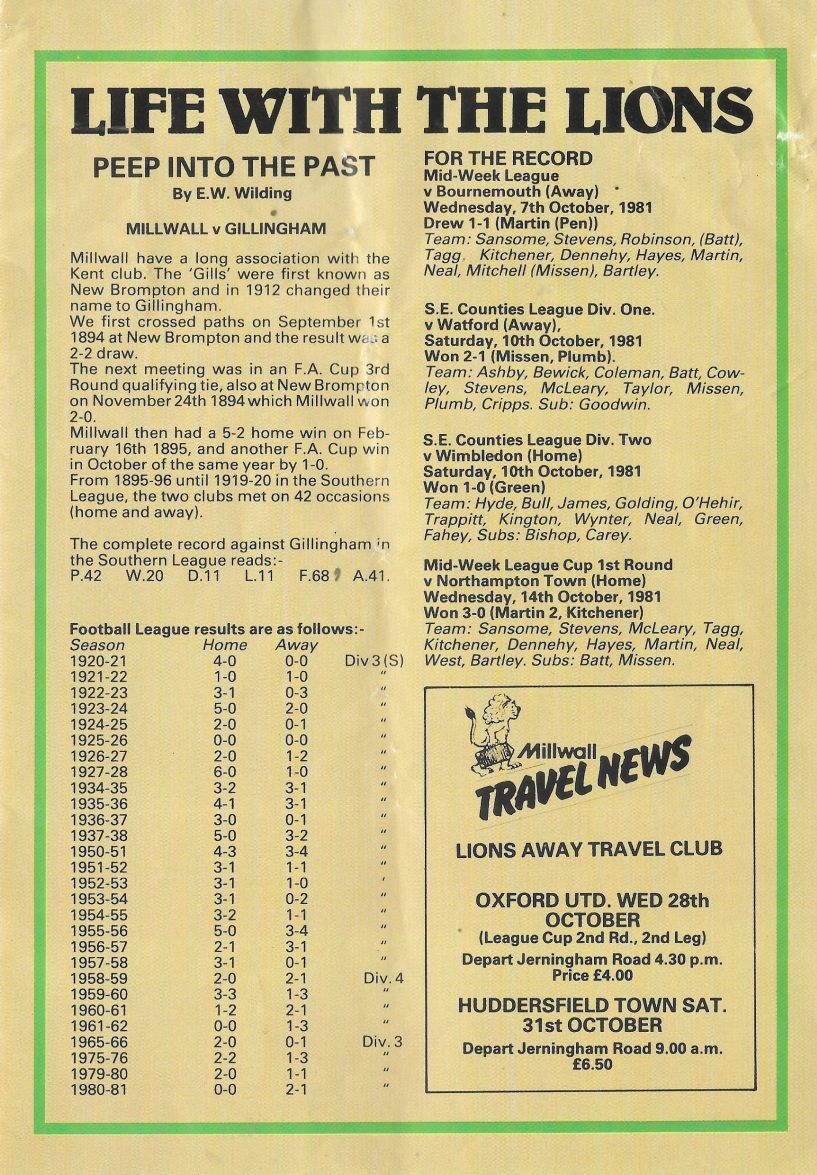 LIFE WITH THE LIONS
PEEP INTO THE PAST
By E.W. Wilding
MILLWALL v GILLINGHAM
Millwall have a long association with the
Kent club. The 'Gills' were first known as
New Brompton and in 1912 changed their
name to Gillingham.
We first crossed paths on September 1st
1894 at New Brompton and the result was a
2-2 draw.
The next meeting was in an F.A. Cup 3rd
Round qualifying tie, also at New Brompton
on November 24th 1894 which Millwall won
2-0.
Millwall then had a 5-2 home win on Feb-
ruary 16th 1895, and another F.A. Cup win
in October of the same year by 1-0.
From 1895-96 until 1919-20 in the Southern
League, the two clubs met on 42 occasions
(home and away).
The complete record against Gillingham in
the Southern League reads:-
P.42 W.20 D.11 L.11 F.68 A.41.
Football League results are as follows:-
Season Home Away
1920-21 4-0 0-0 Div 3 (S)
1921-22 1-0 1-0 "
1922-23 3-1 0-3 "
1923-24 5-0 2-0 "
1924-25 2-0 0-1 "
1925-26 0-0 0-0 "
1926-27 2-0 1-2 "
1927-28 6-0 1-0 "
1934-35 3-2 3-1 "
1935-36 4-1 3-1 "
1936-37 3-0 0-1 "
1937-38 5-0 3-2 "
1950-51 4-3 3-4 "
1951-52 3-1 1-1 "
1952-53 3-1 1-0 '
1953-54 3-1 0-2 "
1954-55 3-2 1-1 "
1955-56 5-0 3-4 "
1956-57 2-1 3-1 "
1957-58 3-1 0-1 "
1958-59 2-0 2-1 Div. 4
1959-60 3-3 1-3 "
1960-61 1-2 2-1 "
1961-62 0-0 1-3 "
1965-66 2-0 0-1 Div. 3
1975-76 2-2 1-3 "
1979-80 2-0 1-1 "
1980-81 0-0 2-1 "
FOR THE RECORD
Mid-Week League
v Bournemouth (Away)
Wednesday, 7th October, 1981
Drew 1-1 (Martin (Pen))
Team: Sansome, Stevens, Robinson, (Batt),
Tagg. Kitchener, Dennehy, Hayes, Martin,
Neal, Mitchell (Missen), Bartley.
S.E. Counties League Div. One.
v Watford (Away),
Saturday, 10th October, 1981
Won 2-1 (Missen, Plumb).
Team: Ashby, Bewick, Coleman, Batt, Cow-
ley, Stevens, McLeary, Taylor, Missen,
Plumb, Cripps. Sub: Goodwin.
S.E. Counties League Div. Two
v Wimbledon (Home)
Saturday, 10th October, 1981
Won 1-0 (Green)
Team: Hyde, Bull, James, Golding, O'Hehir,
Trappitt, Kington, Wynter, Neal, Green,
Fahey, Subs: Bishop, Carey.
Mid-Week League Cup 1st Round
v Northampton Town (Home)
Wednesday, 14th October, 1981
Won 3-0 (Martin 2, Kitchener)
Team: Sansome, Stevens, McLeary, Tagg,
Kitchener, Dennehy, Hayes, Martin, Neal,
West, Bartley. Subs: Batt, Missen.
Millwall
TRAVEL NEWS
LIONS AWAY TRAVEL CLUB
OXFORD UTD. WED 28th
OCTOBER
(League Cup 2nd Rd., 2nd Leg)
Depart Jerningham Road 4.30 p.m.
Price £4.00
HUDDERSFIELD TOWN SAT.
31st OCTOBER
Depart Jerningham Road 9.00 a.m.
£6.50